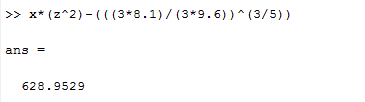 >> x*(z^2)-(((3*8.1)/(3*9.6))^(3/5))
ans =
628.9529